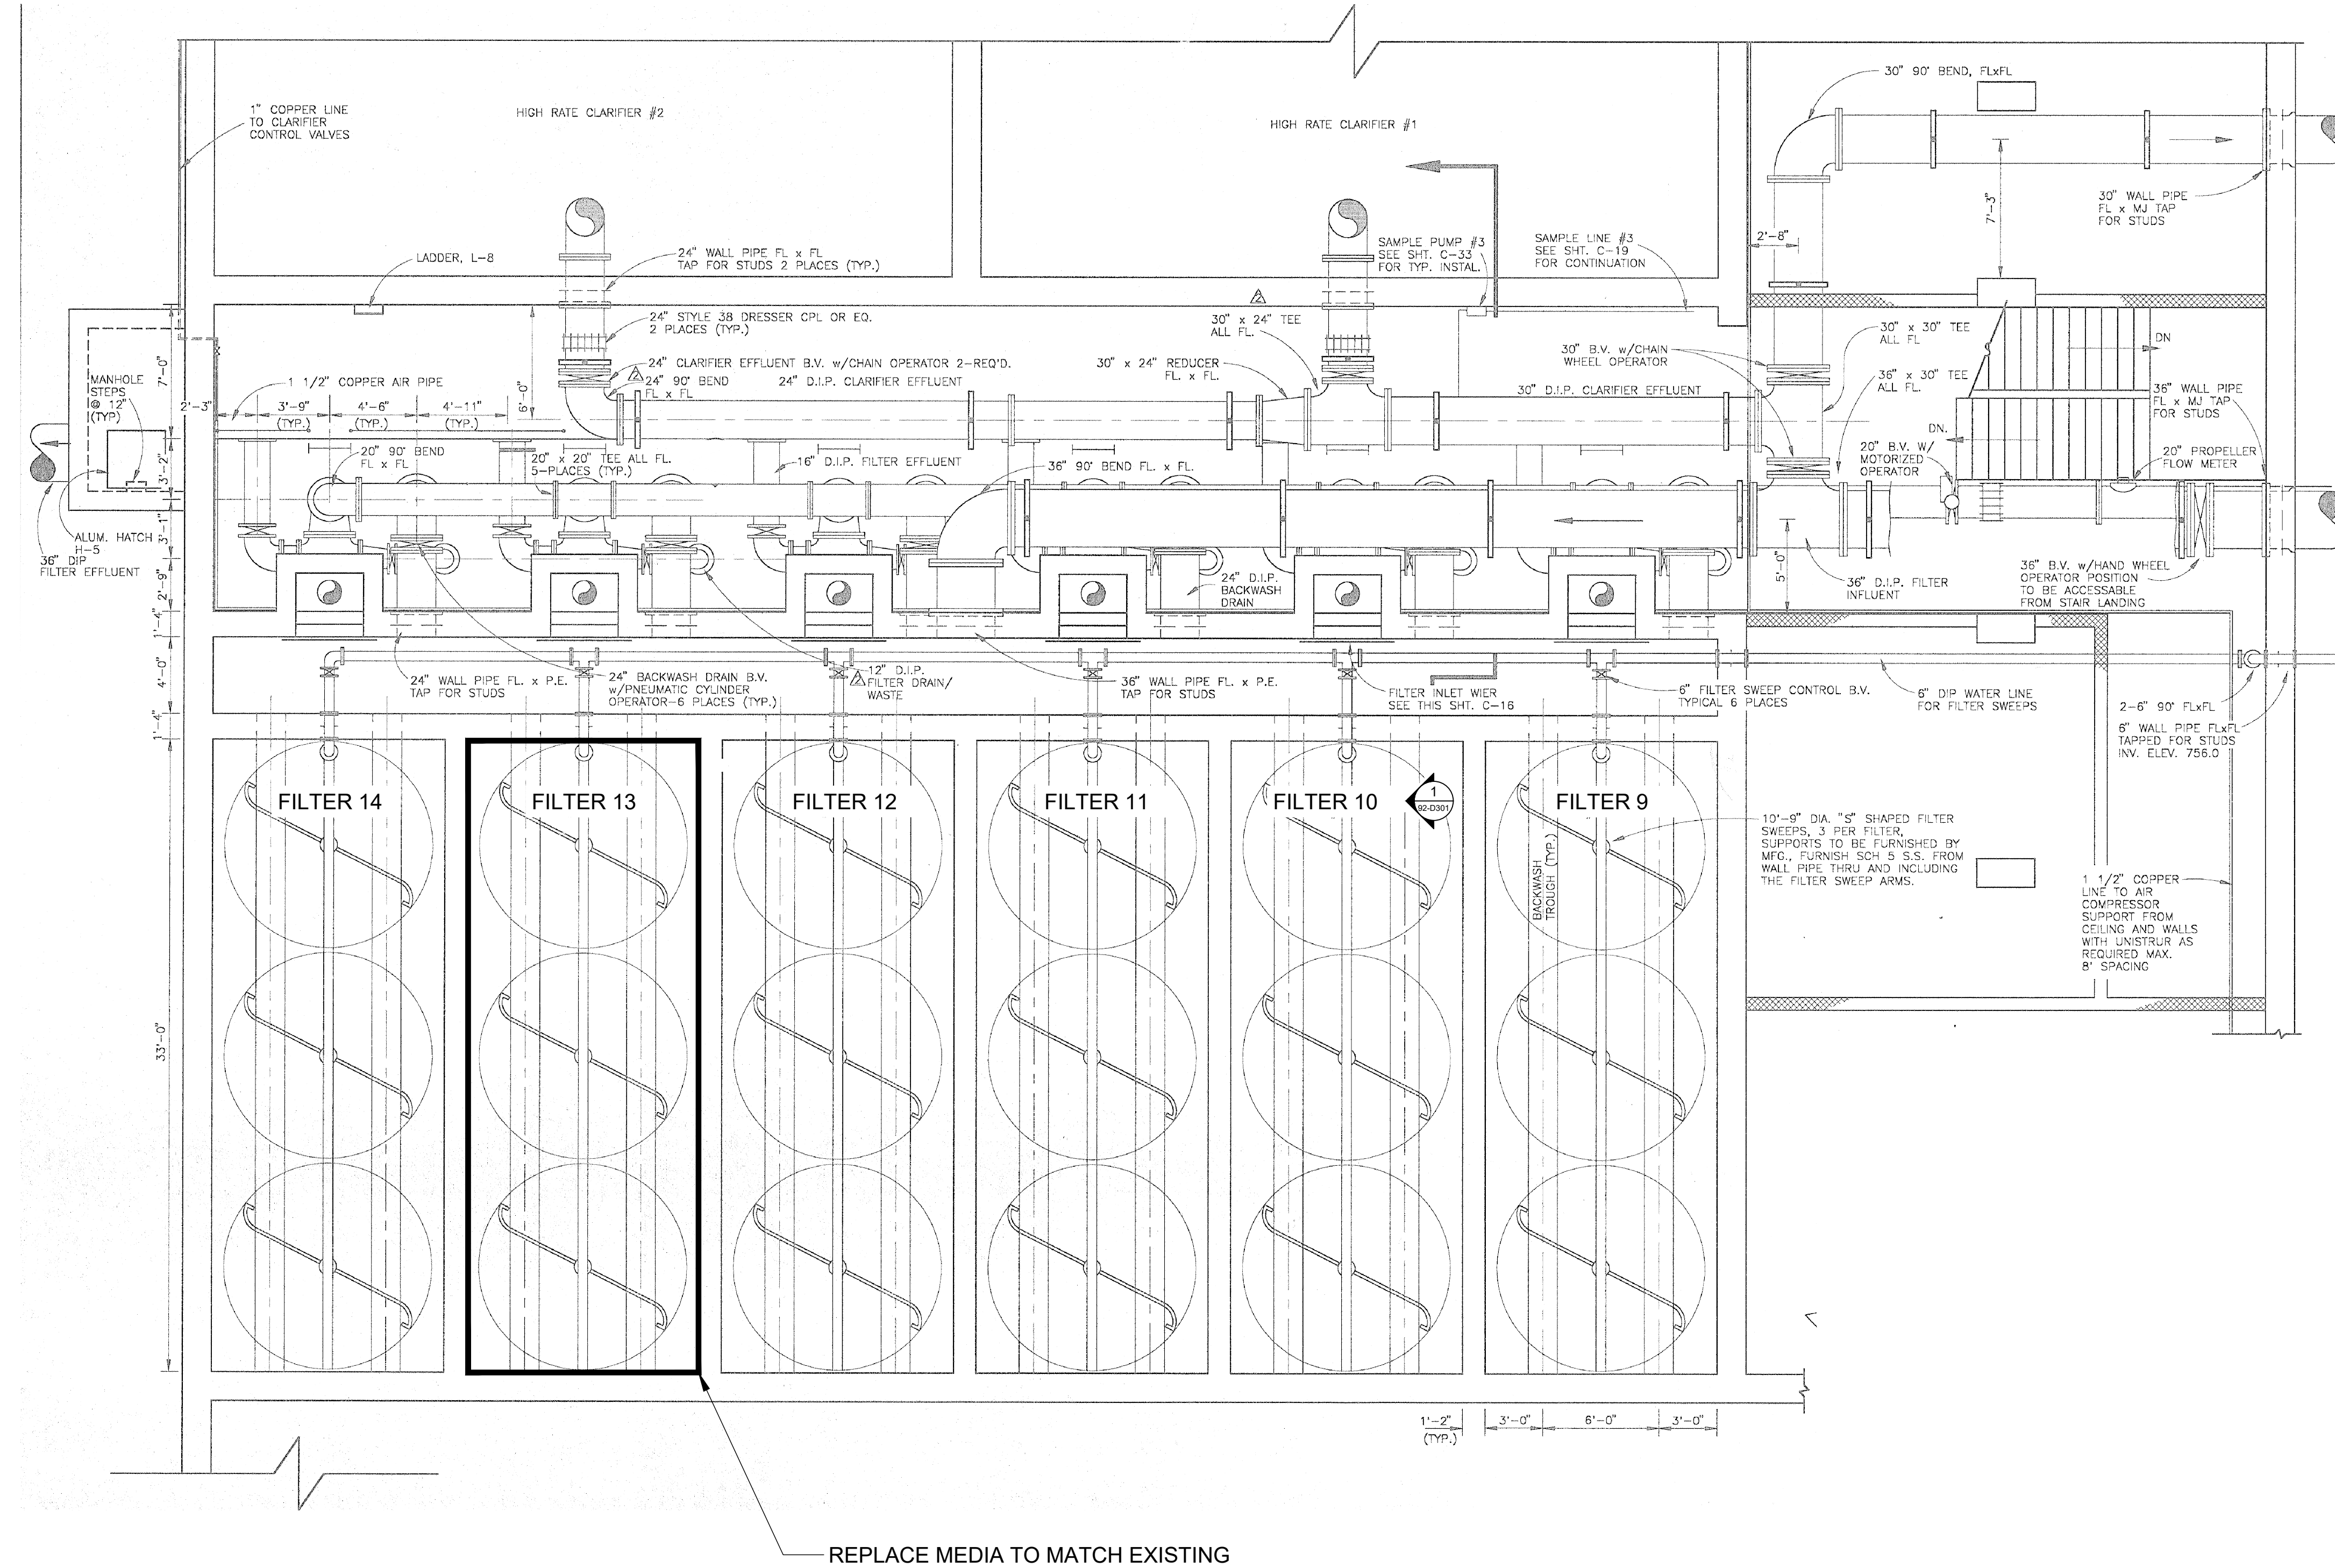 30" 90° BEND, FLxFL
1" COPPER LINE
TO CLARIFIER
CONTROL VALVES
HIGH RATE CLARIFIER #2
HIGH RATE CLARIFIER #1
7'-3"
30" WALL PIPE
FL x MJ TAP
FOR STUDS
2'-8"
LADDER, L-8
24" WALL PIPE FL x FL
TAP FOR STUDS 2 PLACES (TYP.)
SAMPLE PUMP #3
SEE SHT. C-33
FOR TYP. INSTAL.
SAMPLE LINE #3
SEE SHT. C-19
FOR CONTINUATION
2
24" STYLE 38 DRESSER CPL OR EQ.
2 PLACES (TYP.)
30" x 24" TEE
ALL FL.
30" x 30" TEE
ALL FL
DN
24" CLARIFIER EFFLUENT B.V. w/CHAIN OPERATOR 2-REQ'D.
2
24" 90° BEND
FL x FL
24" D.I.P. CLARIFIER EFFLUENT
30" x 24" REDUCER
FL. x FL.
30" B.V. w/CHAIN
WHEEL OPERATOR
30" D.I.P. CLARIFIER EFFLUENT
36" x 30" TEE
ALL FL.
36" WALL PIPE
FL x MJ TAP
FOR STUDS
MANHOLE
STEPS
@ 12"
(TYP)
7'-0"
1 1/2" COPPER AIR PIPE
2'-3"
3'-9"
(TYP.)
4'-6"
(TYP.)
4'-11"
(TYP.)
6'-0"
DN.
20" 90° BEND
FL x FL
20" x 20" TEE ALL FL.
5-PLACES (TYP.)
16" D.I.P. FILTER EFFLUENT
36" 90° BEND FL. x FL.
20" B.V. W/
MOTORIZED
OPERATOR
20" PROPELLER
FLOW METER
3'-2"
3'-1"
ALUM. HATCH
H-5
36" DIP
FILTER EFFLUENT
2'-9"
1'-4"
24" D.I.P.
BACKWASH
DRAIN
5'-0"
36" D.I.P. FILTER
INFLUENT
36" B.V. w/HAND WHEEL
OPERATOR POSITION
TO BE ACCESSABLE
FROM STAIR LANDING
4'-0"
1'-4"
24" WALL PIPE FL. x P.E.
TAP FOR STUDS
24" BACKWASH DRAIN B.V.
w/PNEUMATIC CYLINDER
OPERATOR-6 PLACES (TYP.)
2
12" D.I.P.
FILTER DRAIN/
WASTE
36" WALL PIPE FL. x P.E.
TAP FOR STUDS
FILTER INLET WIER
SEE THIS SHT. C-16
6" FILTER SWEEP CONTROL B.V.
TYPICAL 6 PLACES
6" DIP WATER LINE
FOR FILTER SWEEPS
2-6" 90° FLxFL
6" WALL PIPE FLxFL
TAPPED FOR STUDS
INV. ELEV. 756.0
FILTER 14
FILTER 13
FILTER 12
FILTER 11
FILTER 10
1
92-D301
FILTER 9
BACKWASH
TROUGH (TYP.)
10'-9" DIA. "S" SHAPED FILTER
SWEEPS, 3 PER FILTER,
SUPPORTS TO BE FURNISHED BY
MFG., FURNISH SCH 5 S.S. FROM
WALL PIPE THRU AND INCLUDING
THE FILTER SWEEP ARMS.
1 1/2" COPPER
LINE TO AIR
COMPRESSOR
SUPPORT FROM
CEILING AND WALLS
WITH UNISTRUR AS
REQUIRED MAX.
8' SPACING
33'-0"
1'-2"
(TYP.)
3'-0"
6'-0"
3'-0"
REPLACE MEDIA TO MATCH EXISTING